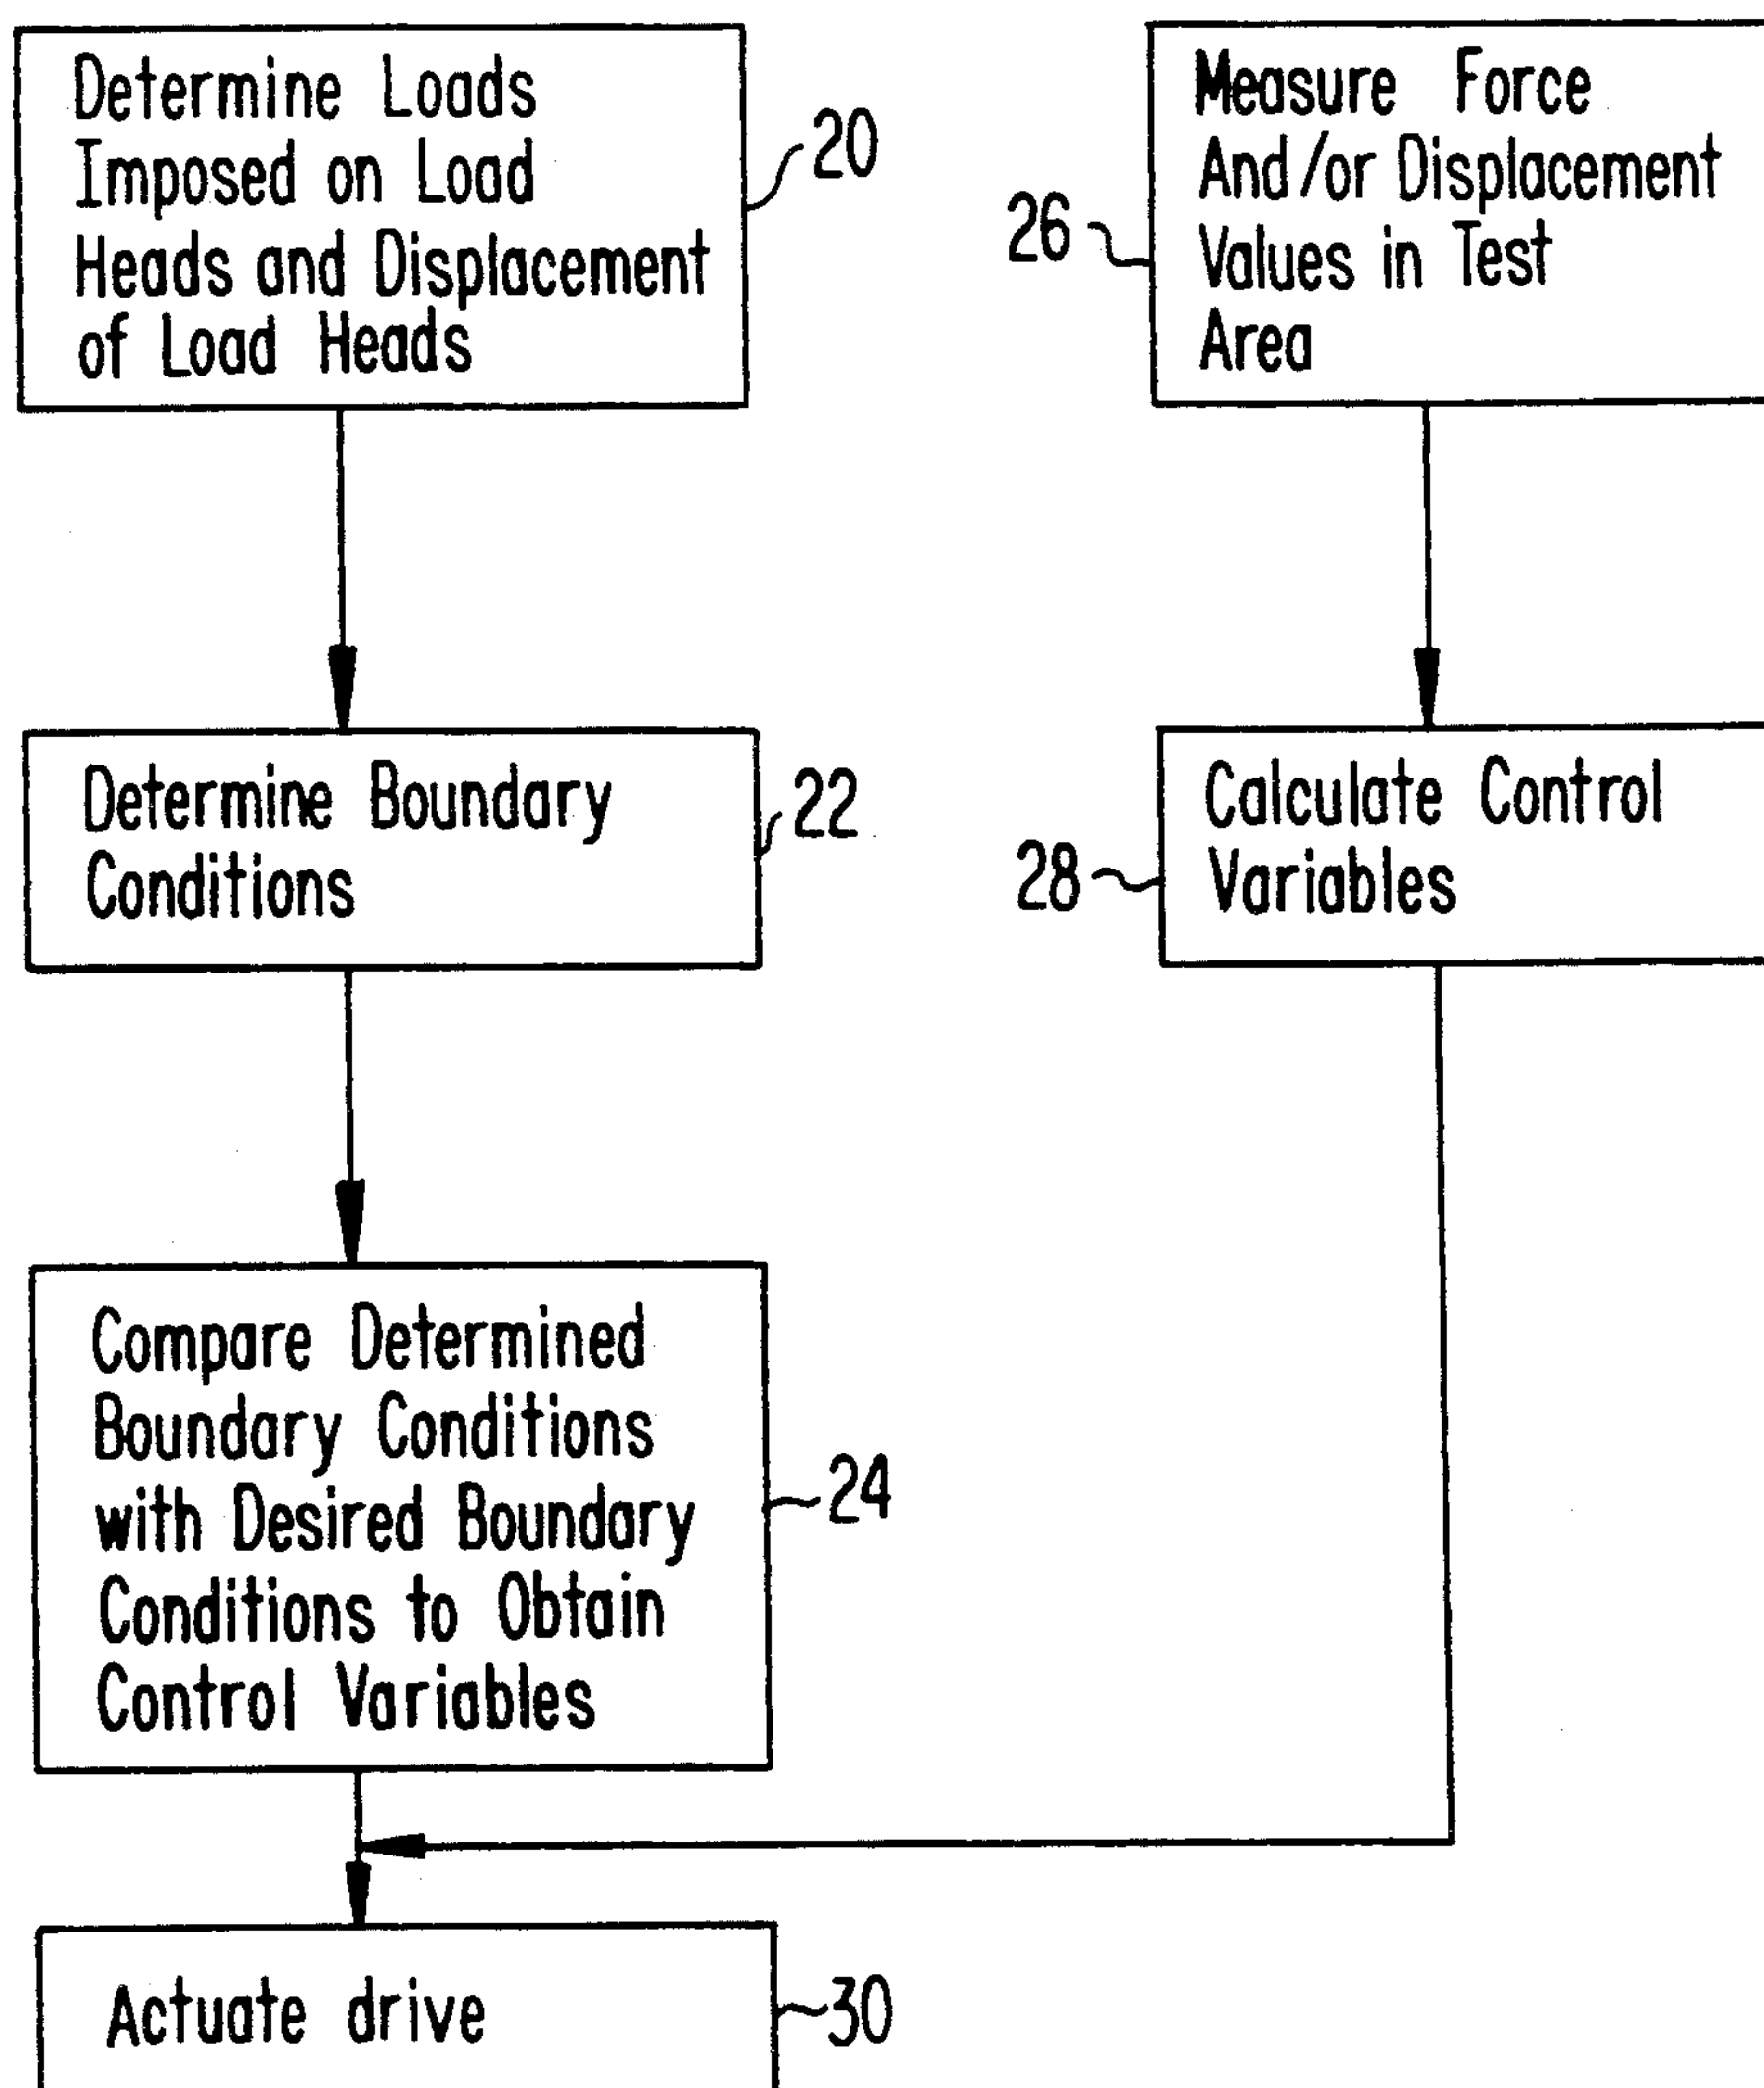 Determine Loads
Imposed on Load
Heads and Displacement
of Load Heads
20
Measure Force
And/or Displacement
Values in Test
Area
26
Determine Boundary
Conditions
22
Calculate Control
Variables
28
Compare Determined
Boundary Conditions
with Desired Boundary
Conditions to Obtain
Control Variables
24
Actuate drive
30